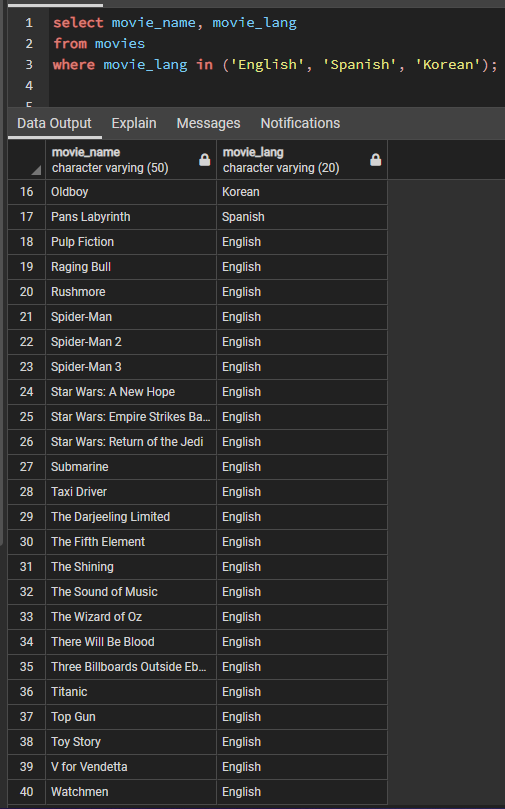 1 select movie_name, movie_lang
2 from movies
3 where movie_lang in ('English', 'Spanish', 'Korean');
4
5
Data Output Explain Messages Notifications
movie_name movie_lang
character varying (50) character varying (20)
16 Oldboy Korean
17 Pans Labyrinth Spanish
18 Pulp Fiction English
19 Raging Bull English
20 Rushmore English
21 Spider-Man English
22 Spider-Man 2 English
23 Spider-Man 3 English
24 Star Wars: A New Hope English
25 Star Wars: Empire Strikes Ba... English
26 Star Wars: Return of the Jedi English
27 Submarine English
28 Taxi Driver English
29 The Darjeeling Limited English
30 The Fifth Element English
31 The Shining English
32 The Sound of Music English
33 The Wizard of Oz English
34 There Will Be Blood English
35 Three Billboards Outside Eb... English
36 Titanic English
37 Top Gun English
38 Toy Story English
39 V for Vendetta English
40 Watchmen English